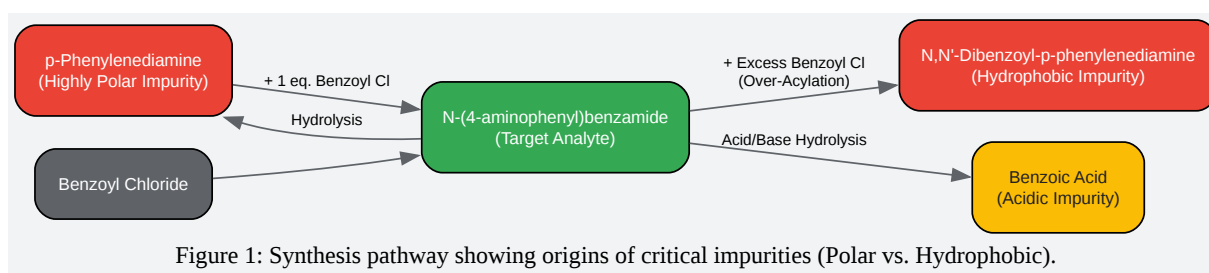 p-Phenylenediamine
(Highly Polar Impurity)
+ 1 eq. Benzoyl Cl
Hydrolysis
Benzoyl Chloride
N-(4-aminophenyl)benzamide
(Target Analyte)
+ Excess Benzoyl Cl
(Over-Acylation)
N,N'-Dibenzoyl-p-phenylenediamine
(Hydrophobic Impurity)
Acid/Base Hydrolysis
Benzoic Acid
(Acidic Impurity)
Figure 1: Synthesis pathway showing origins of critical impurities (Polar vs. Hydrophobic).